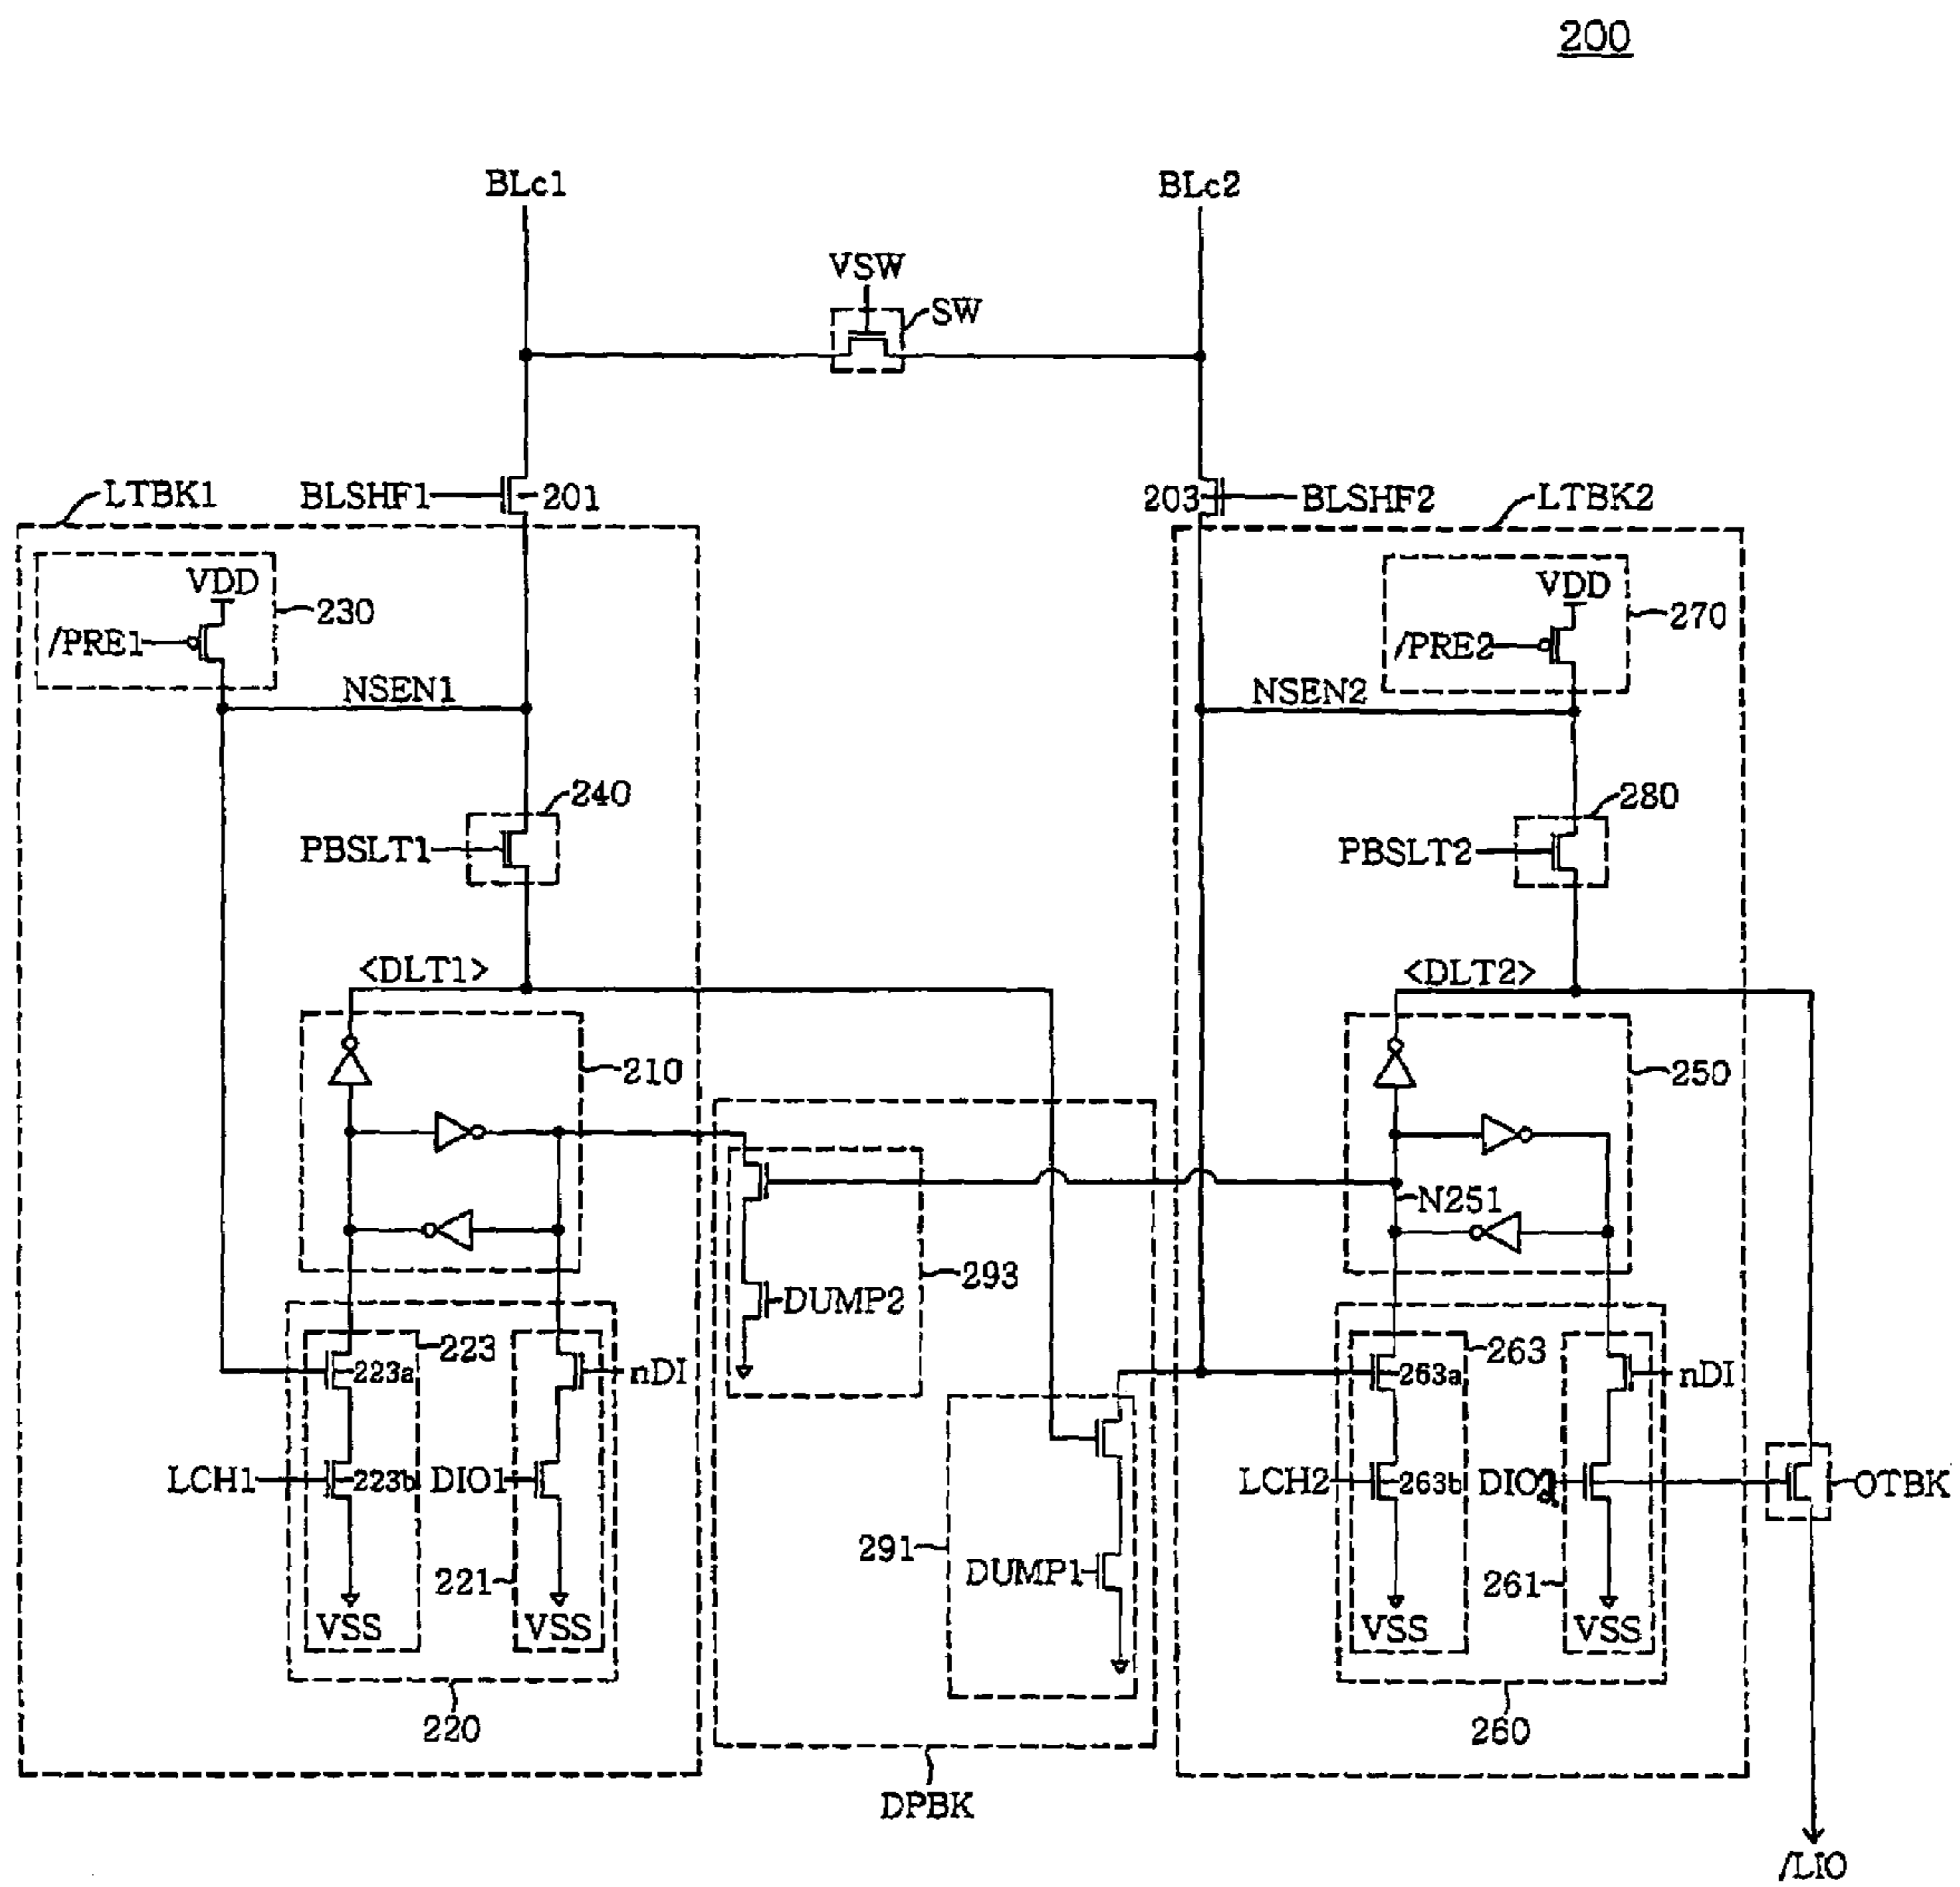 200
BLc1
BLc2
VSW
SW
LTBK1
BLSHF1
201
203
BLSHF2
LTBK2
VDD
230
/PRE1
NSEN1
VDD
270
/PRE2
NSEN2
240
PBSLT1
280
PBSLT2
<DLT1>
<DLT2>
210
250
N251
293
DUMP2
223
223a
nDI
263
263a
nDI
LCH1
223b
DIO1
LCH2
263b
OTBK
291
DUMP1
221
261
VSS
VSS
VSS
VSS
220
260
DPBK
/LIO